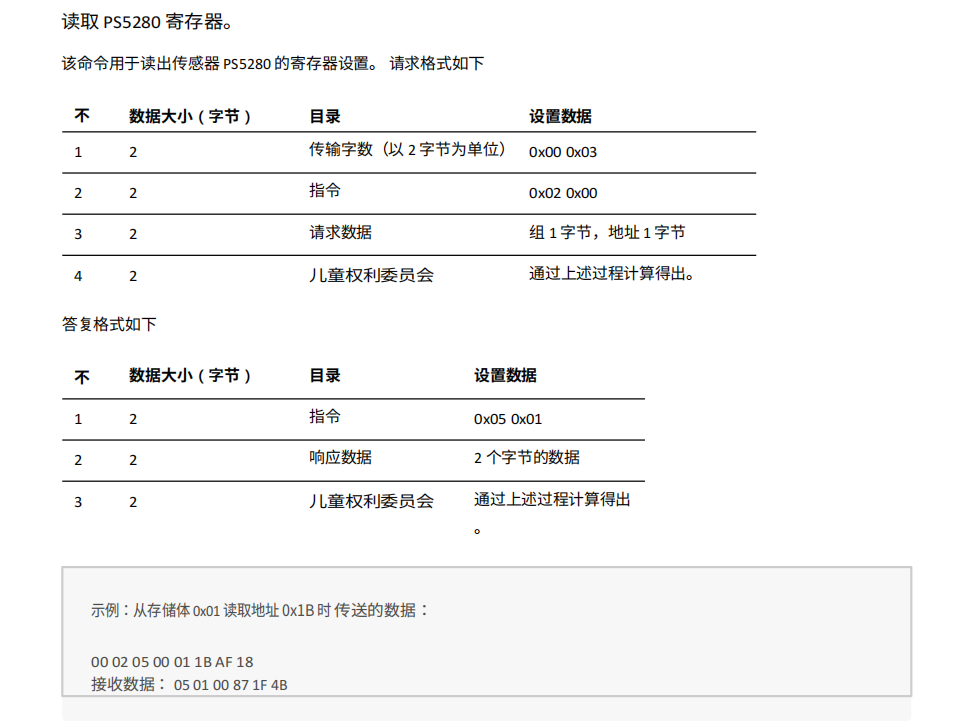 读取 PS5280 寄存器。
该命令用于读出传感器 PS5280 的寄存器设置。 请求格式如下
不 数据大小（字节） 目录 设置数据
1 2 传输字数（以 2 字节为单位） 0x00 0x03
2 2 指令 0x02 0x00
3 2 请求数据 组 1 字节，地址 1 字节
4 2 儿童权利委员会 通过上述过程计算得出。
答复格式如下
不 数据大小（字节） 目录 设置数据
1 2 指令 0x05 0x01
2 2 响应数据 2 个字节的数据
3 2 儿童权利委员会 通过上述过程计算得出
。
示例：从存储体 0x01 读取地址 0x1B 时 传送的数据：
00 02 05 00 01 1B AF 18
接收数据： 05 01 00 87 1F 4B